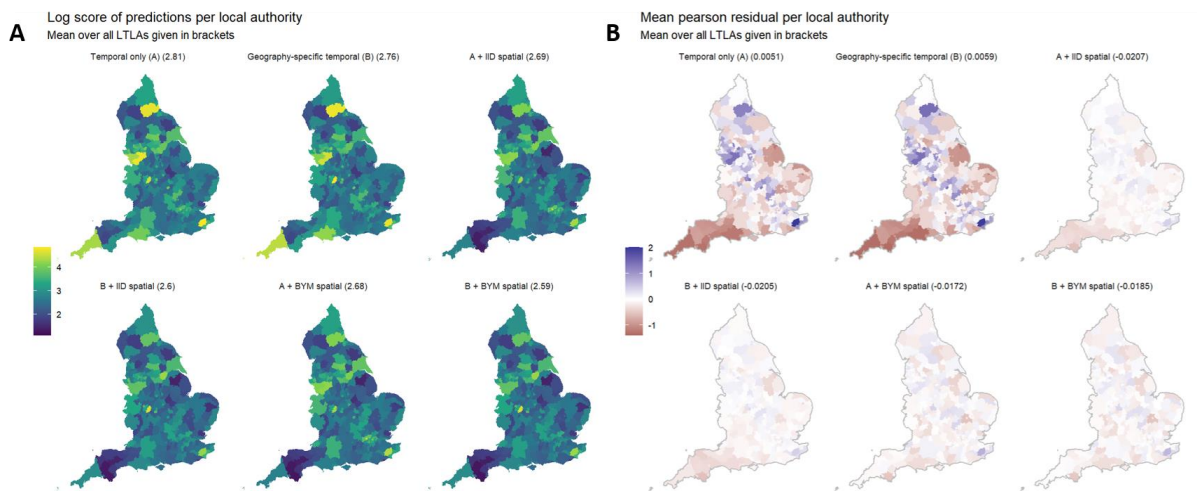 A
Log score of predictions per local authority
Mean over all LTLAs given in brackets
Temporal only (A) (2.81)
Geography-specific temporal (B) (2.76)
A + IID spatial (2.69)
4
3
2
B + IID spatial (2.6)
A + BYM spatial (2.68)
B + BYM spatial (2.59)
B
Mean pearson residual per local authority
Mean over all LTLAs given in brackets
Temporal only (A) (0.0051)
Geography-specific temporal (B) (0.0059)
A + IID spatial (-0.0207)
2
1
0
-1
B + IID spatial (-0.0205)
A + BYM spatial (-0.0172)
B + BYM spatial (-0.0185)